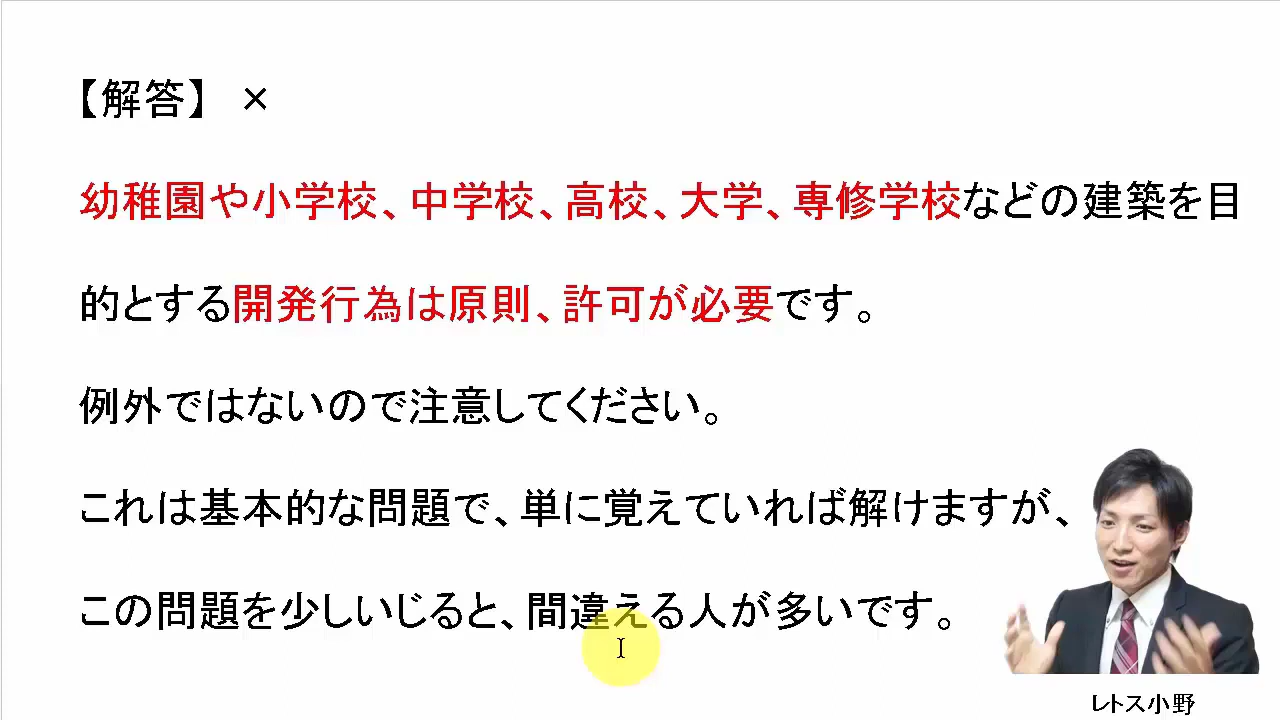 【解答】 ×
幼稚園や小学校、中学校、高校、大学、専修学校などの建築を目
的とする開発行為は原則、許可が必要です。
例外ではないので注意してください。
これは基本的な問題で、単に覚えていれば解けますが、
この問題を少しいじると、間違える人が多いです。
レトス小野